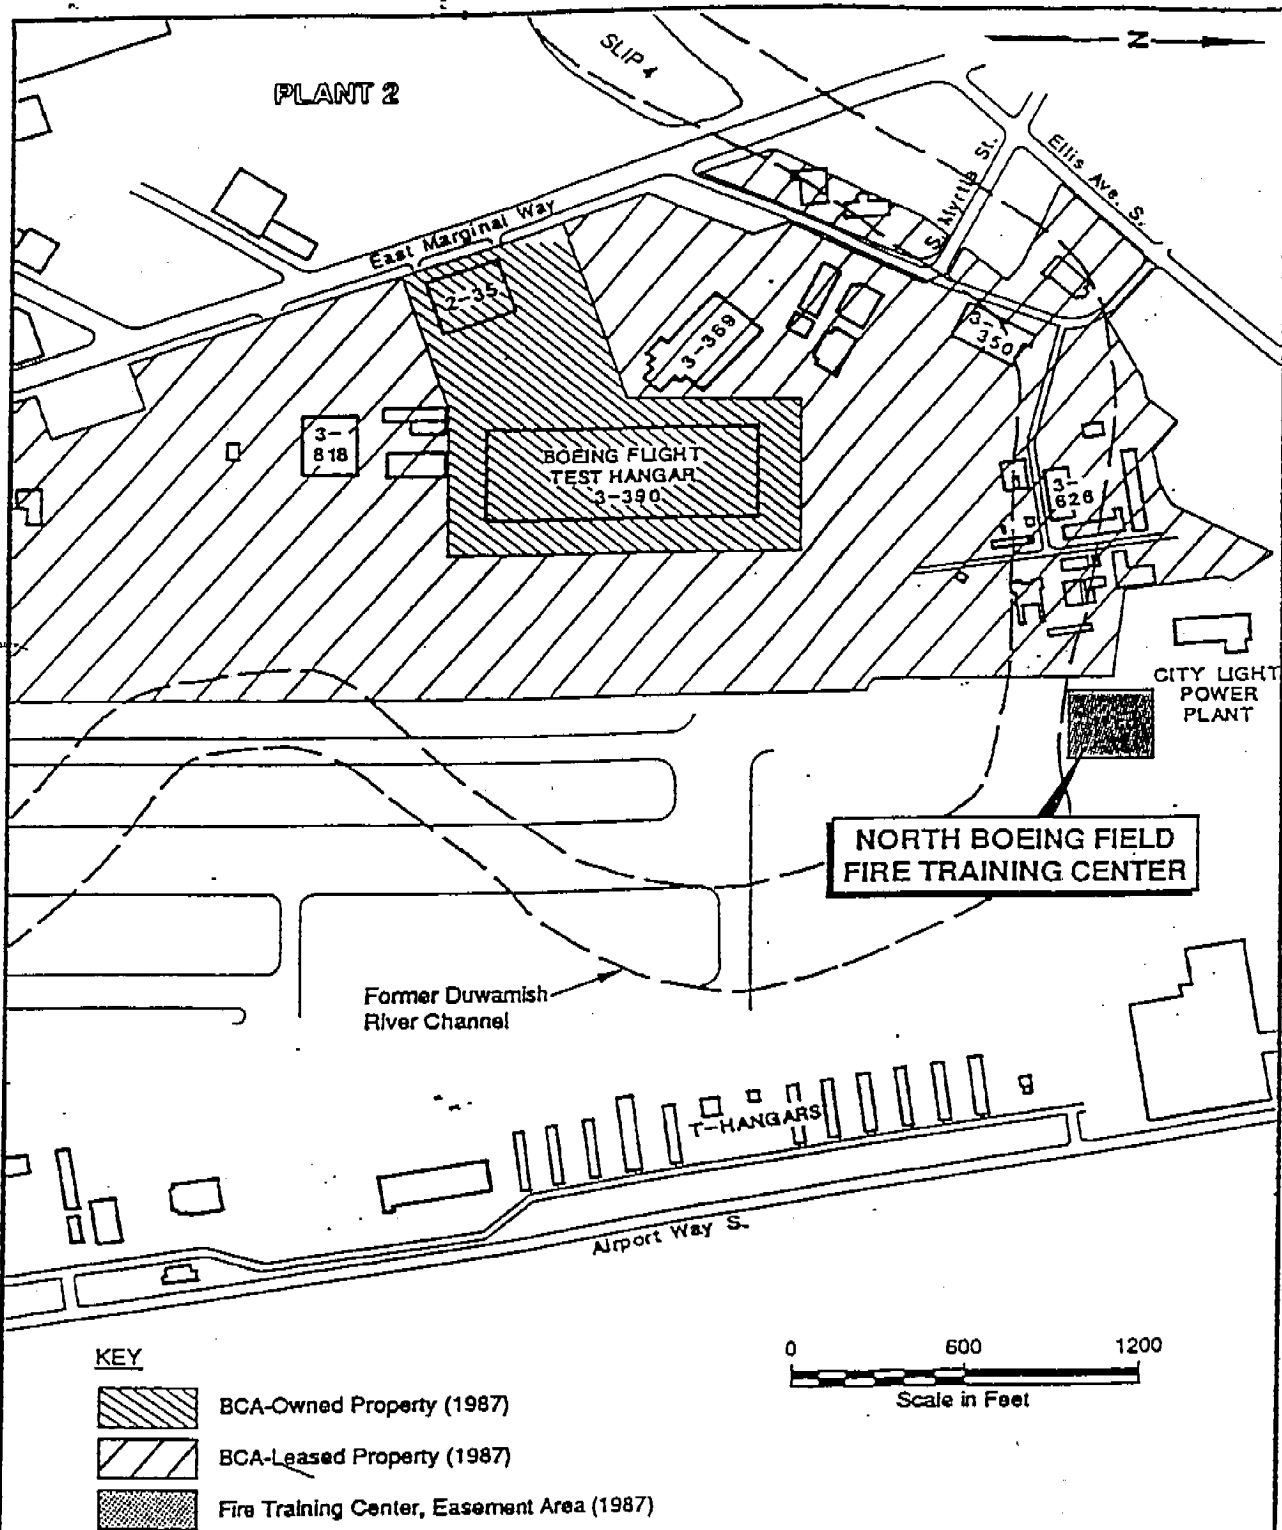 N
SLIP 4
PLANT 2
Ellis Ave. S.
S. Myrtle St.
East Marginal Way
2-35
3-369
3-
350
3-
818
BOEING FLIGHT
TEST HANGAR
3-390
3-
626
CITY LIGHT
POWER
PLANT
NORTH BOEING FIELD
FIRE TRAINING CENTER
Former Duwamish
River Channel
T-HANGARS
Airport Way S.
KEY
0 600 1200
Scale in Feet
BCA-Owned Property (1987)
BCA-Leased Property (1987)
Fire Training Center, Easement Area (1987)